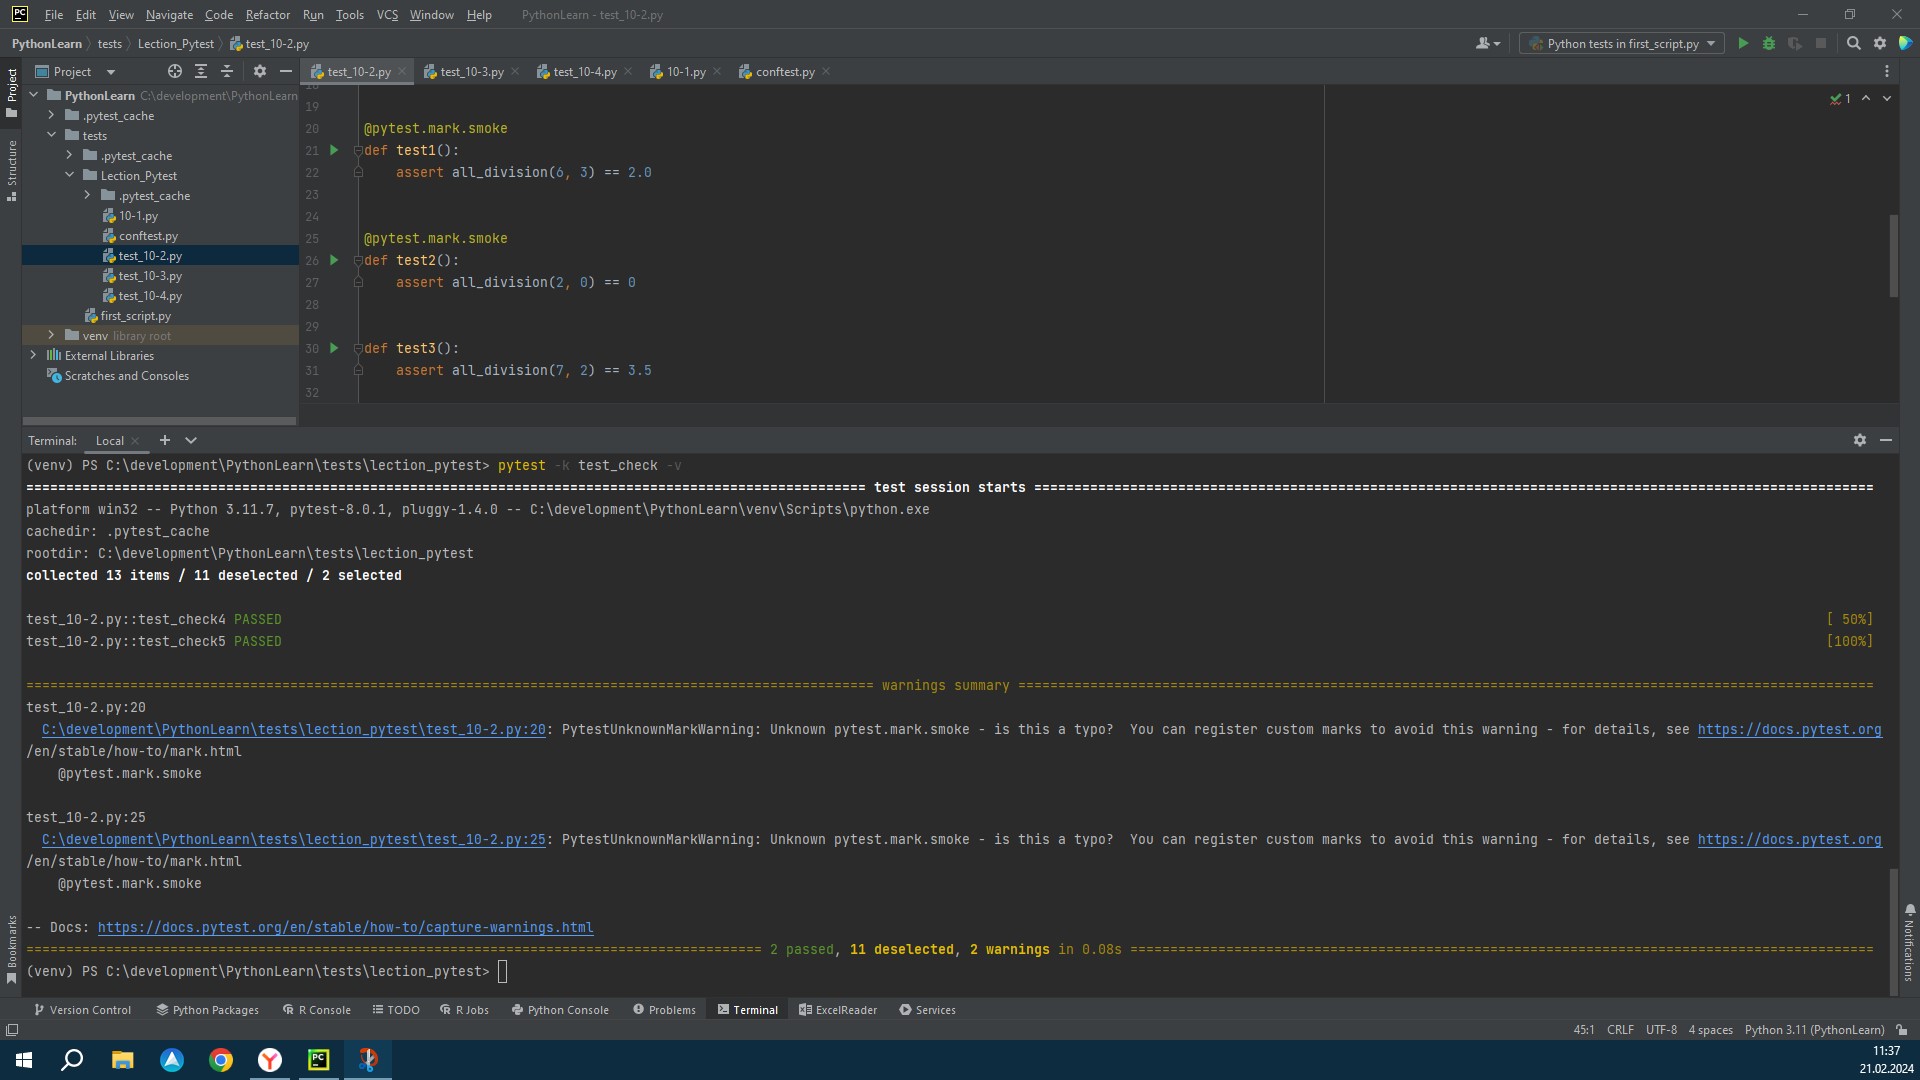 PC File Edit View Navigate Code Refactor Run Tools VCS Window Help PythonLearn - test_10-2.py
PythonLearn tests Lection_Pytest test_10-2.py Python tests in first_script.py
Project test_10-2.py test_10-3.py test_10-4.py 10-1.py conftest.py
Project
Structure
Bookmarks
Notifications
PythonLearn C:\development\PythonLearn
.pytest_cache
tests
.pytest_cache
Lection_Pytest
.pytest_cache
10-1.py
conftest.py
test_10-2.py
test_10-3.py
test_10-4.py
first_script.py
venv library root
External Libraries
Scratches and Consoles
1
18
19
20 @pytest.mark.smoke
21 def test1():
22 assert all_division(6, 3) == 2.0
23
24
25 @pytest.mark.smoke
26 def test2():
27 assert all_division(2, 0) == 0
28
29
30 def test3():
31 assert all_division(7, 2) == 3.5
32
Terminal: Local
(venv) PS C:\development\PythonLearn\tests\lection_pytest> pytest -k test_check -v
test session starts
platform win32 -- Python 3.11.7, pytest-8.0.1, pluggy-1.4.0 -- C:\development\PythonLearn\venv\Scripts\python.exe
cachedir: .pytest_cache
rootdir: C:\development\PythonLearn\tests\lection_pytest
collected 13 items / 11 deselected / 2 selected
test_10-2.py::test_check4 PASSED [ 50%]
test_10-2.py::test_check5 PASSED [100%]
warnings summary
test_10-2.py:20
C:\development\PythonLearn\tests\lection_pytest\test_10-2.py:20: PytestUnknownMarkWarning: Unknown pytest.mark.smoke - is this a typo?  You can register custom marks to avoid this warning - for details, see https://docs.pytest.org
/en/stable/how-to/mark.html
@pytest.mark.smoke
test_10-2.py:25
C:\development\PythonLearn\tests\lection_pytest\test_10-2.py:25: PytestUnknownMarkWarning: Unknown pytest.mark.smoke - is this a typo?  You can register custom marks to avoid this warning - for details, see https://docs.pytest.org
/en/stable/how-to/mark.html
@pytest.mark.smoke
-- Docs: https://docs.pytest.org/en/stable/how-to/capture-warnings.html
2 passed, 11 deselected, 2 warnings in 0.08s
(venv) PS C:\development\PythonLearn\tests\lection_pytest>
Version Control Python Packages R Console TODO R Jobs Python Console Problems Terminal ExcelReader Services
45:1 CRLF UTF-8 4 spaces Python 3.11 (PythonLearn)
PC
11:37
21.02.2024